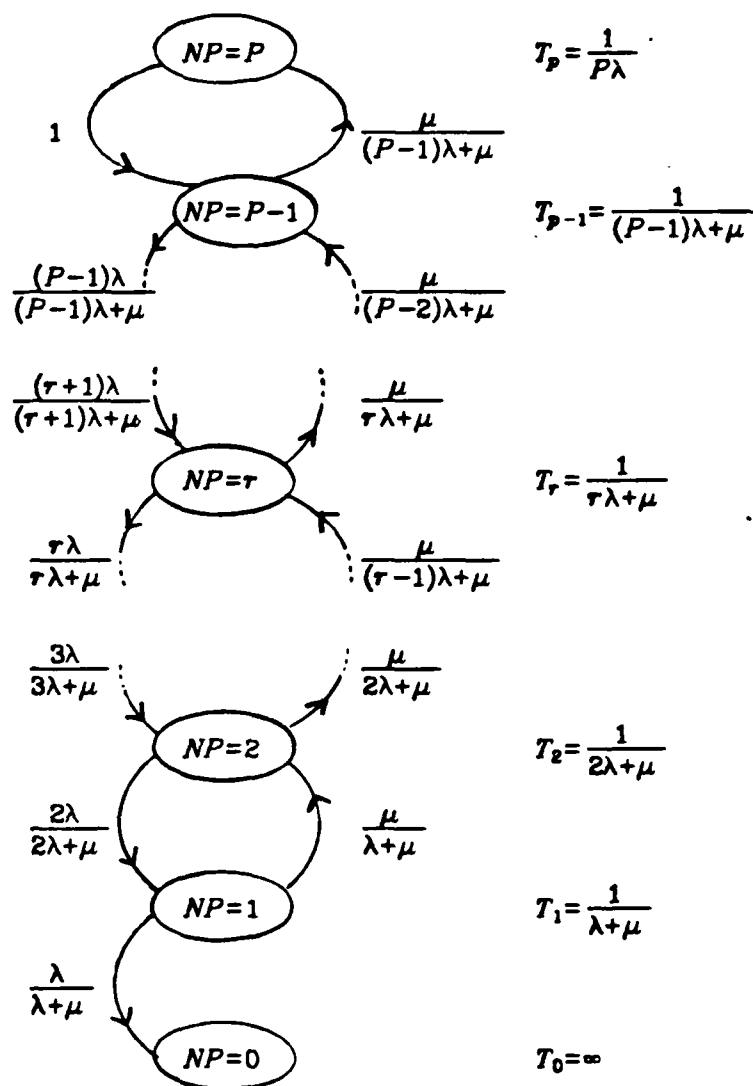 NP=P
T_p = 1/(Pλ)
1
μ/((P-1)λ+μ)
NP=P-1
T_{p-1} = 1/((P-1)λ+μ)
((P-1)λ)/((P-1)λ+μ)
μ/((P-2)λ+μ)
((r+1)λ)/((r+1)λ+μ)
μ/(rλ+μ)
NP=r
T_r = 1/(rλ+μ)
rλ/(rλ+μ)
μ/((r-1)λ+μ)
3λ/(3λ+μ)
μ/(2λ+μ)
NP=2
T_2 = 1/(2λ+μ)
2λ/(2λ+μ)
μ/(λ+μ)
NP=1
T_1 = 1/(λ+μ)
λ/(λ+μ)
NP=0
T_0 = ∞